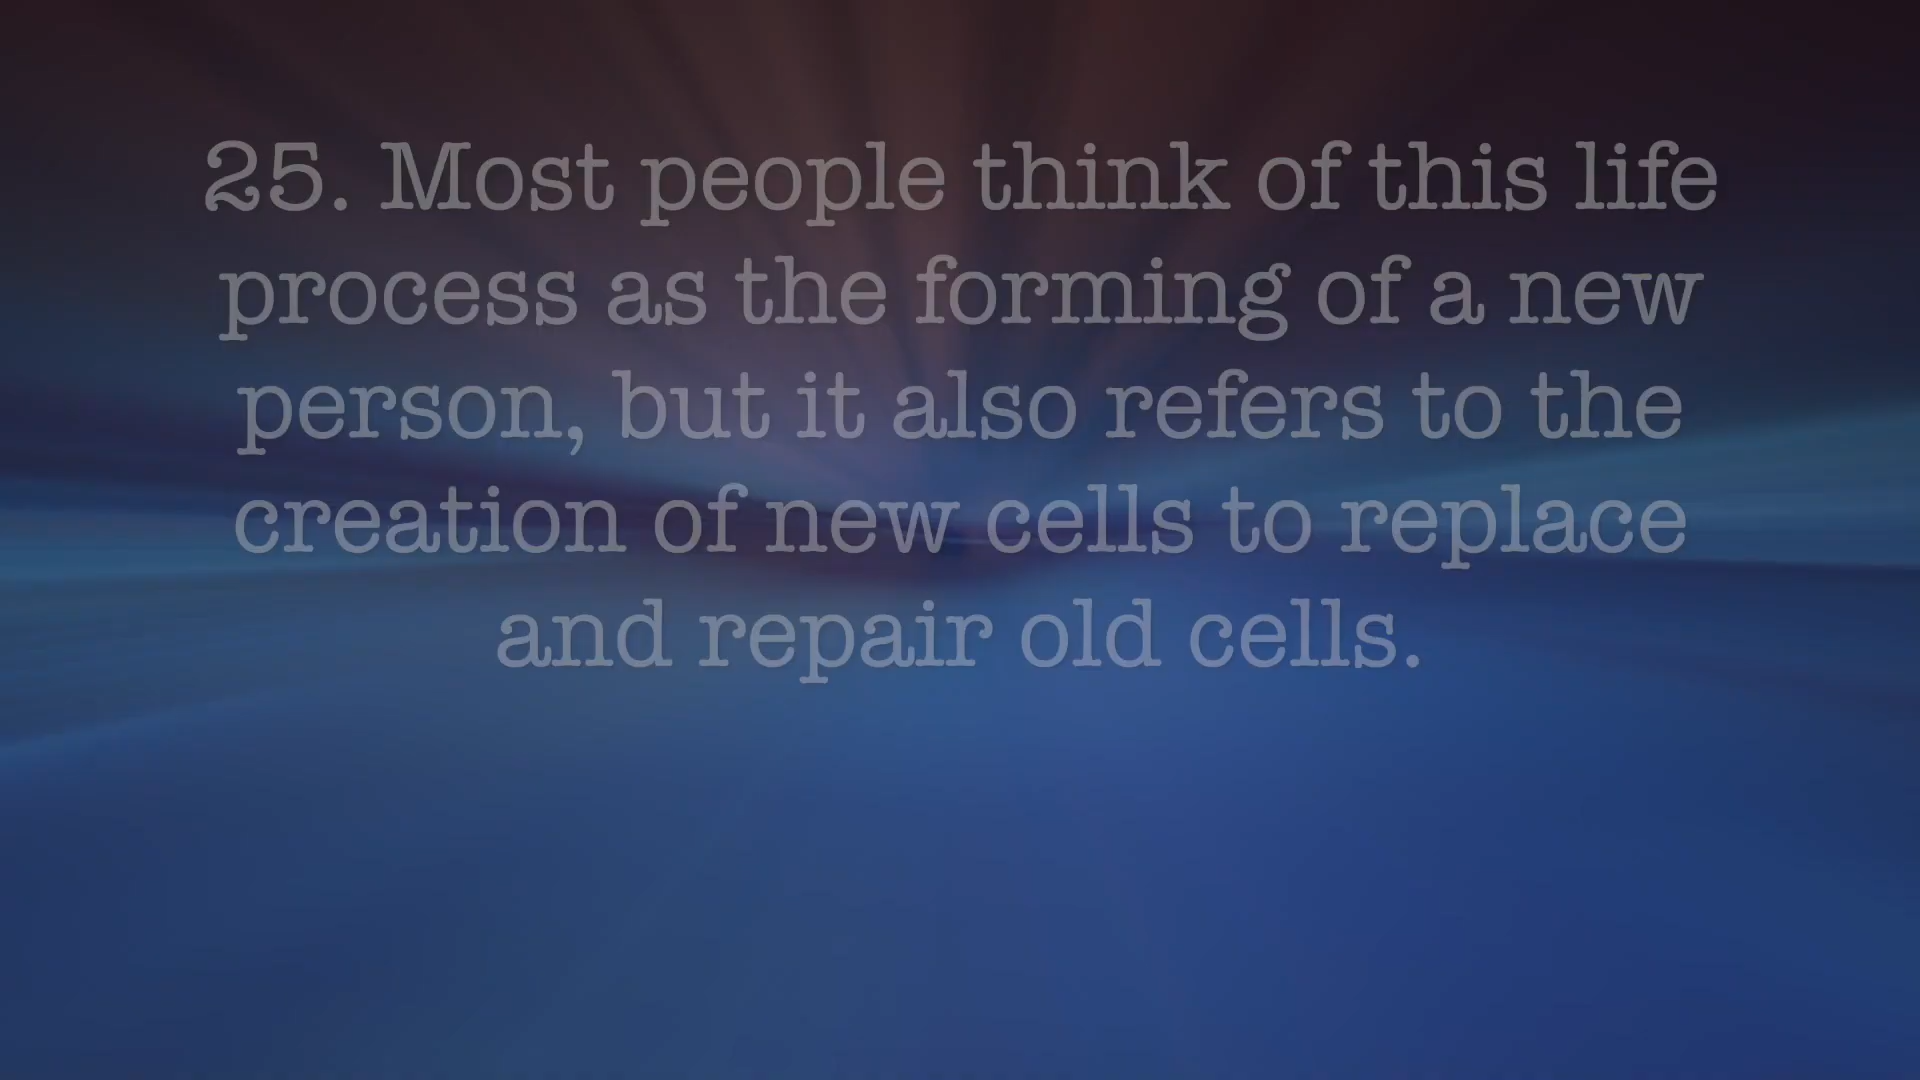 25. Most people think of this life
process as the forming of a new
person, but it also refers to the
creation of new cells to replace
and repair old cells.